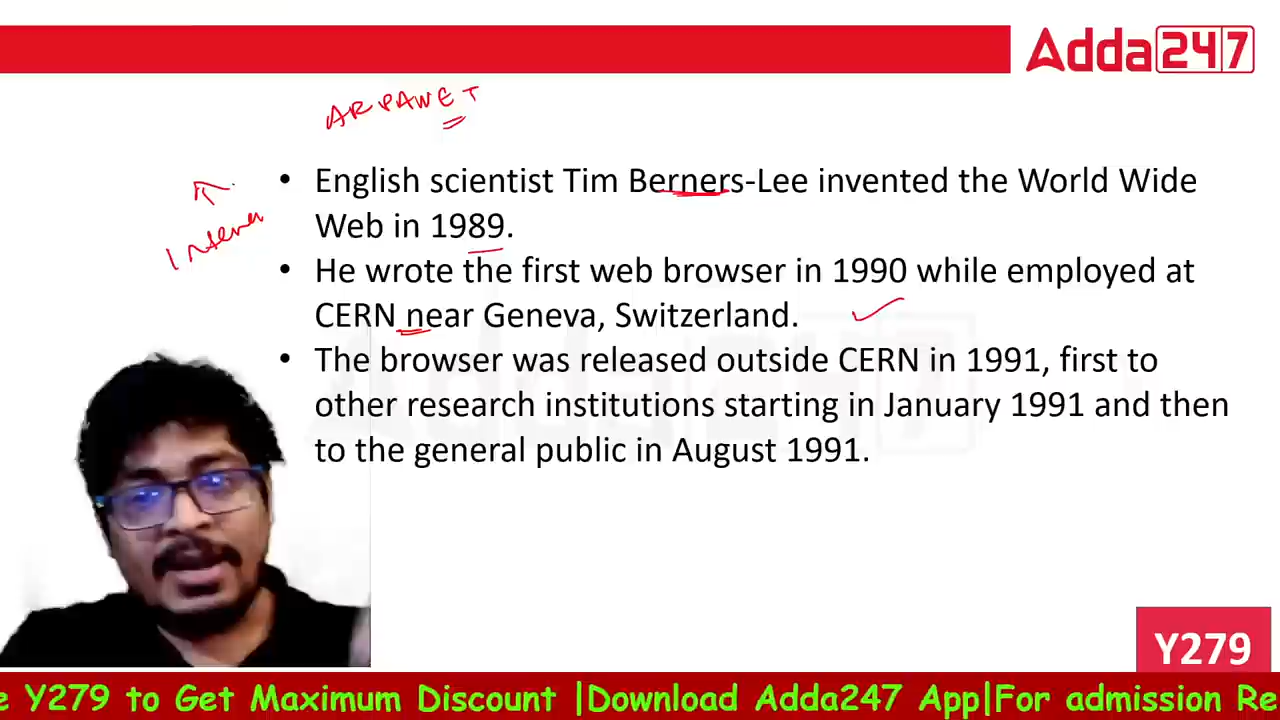 Adda247
ARPANET
• English scientist Tim Berners-Lee invented the World Wide
Web in 1989.
Interne
• He wrote the first web browser in 1990 while employed at
CERN near Geneva, Switzerland.
• The browser was released outside CERN in 1991, first to
other research institutions starting in January 1991 and then
to the general public in August 1991.
Y279
e Y279 to Get Maximum Discount |Download Adda247 App|For admission Re